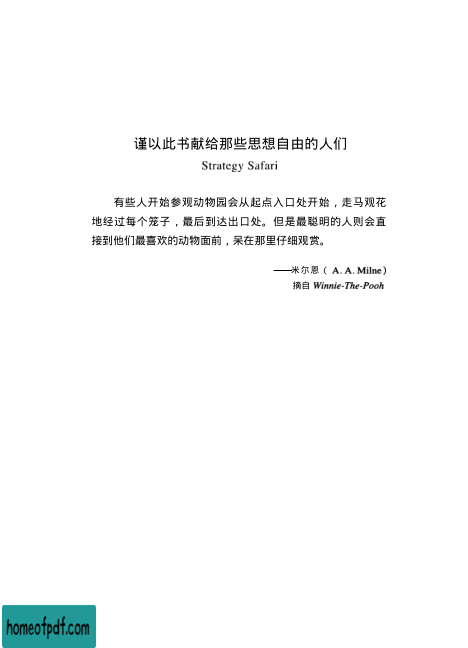 谨以此书献给那些思想自由的人们
Strategy Safari
有些人开始参观动物园会从起点入口处开始，走马观花
地经过每个笼子，最后到达出口处。但是最聪明的人则会直
接到他们最喜欢的动物面前，呆在那里仔细观赏。
——米尔恩（ A. A. Milne）
摘自 Winnie-The-Pooh
homeofpdf.com